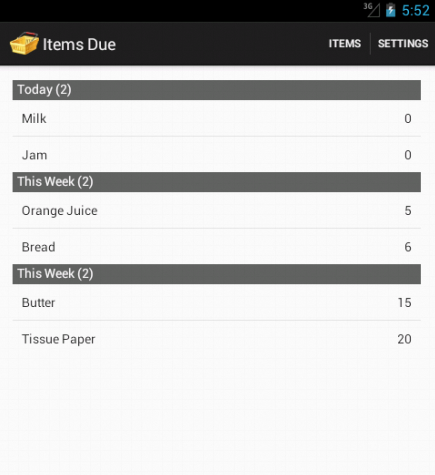 3G 5:52
Items Due ITEMS SETTINGS
Today (2)
Milk 0
Jam 0
This Week (2)
Orange Juice 5
Bread 6
This Week (2)
Butter 15
Tissue Paper 20